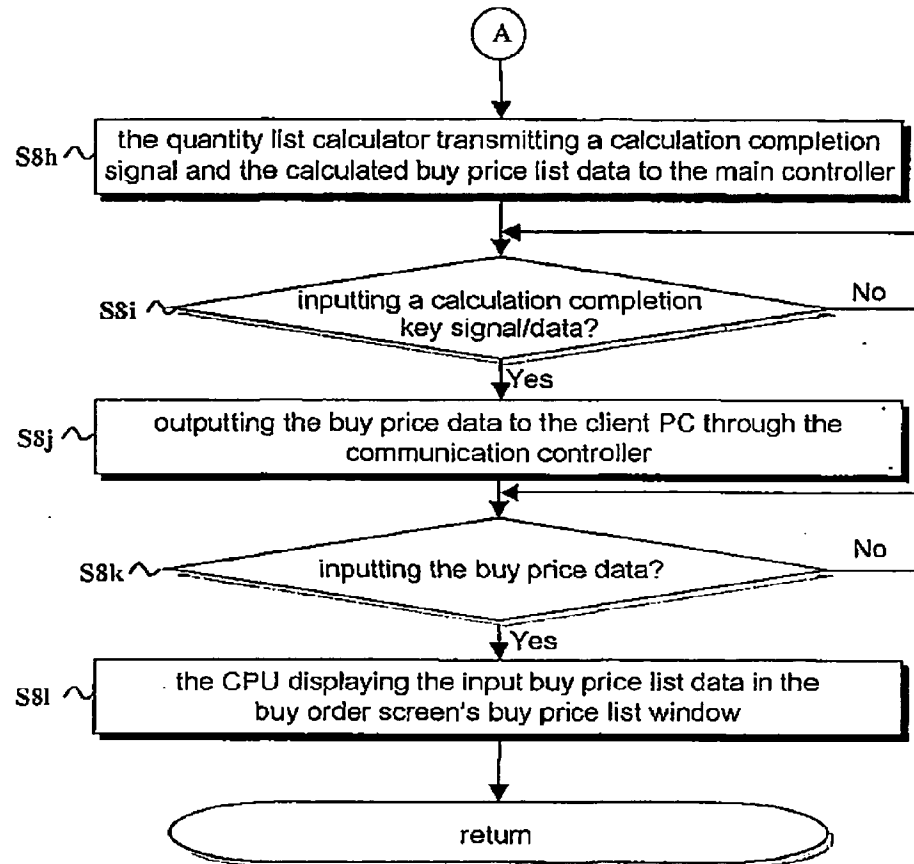 A
S8h
the quantity list calculator transmitting a calculation completion
signal and the calculated buy price list data to the main controller
S8i
inputting a calculation completion
key signal/data?
No
Yes
S8j
outputting the buy price data to the client PC through the
communication controller
S8k
inputting the buy price data?
No
Yes
S8l
the CPU displaying the input buy price list data in the
buy order screen's buy price list window
return